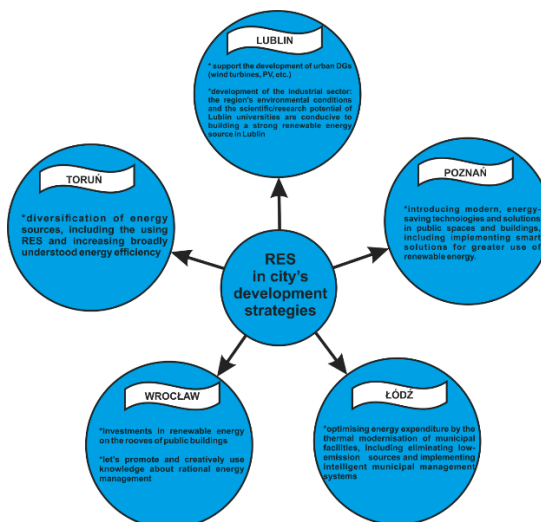 LUBLIN
* support the development of urban DGs
(wind turbines, PV, etc.)
*development of the industrial sector:
the region's environmental conditions
and the scientific/research potential of
Lublin universities are conducive to
building a strong renewable energy
source in Lublin
TORUŃ
*diversification of energy
sources, including the using
RES and increasing broadly
understood energy efficiency
POZNAŃ
*introducing modern, energy-
saving technologies and solutions
in public spaces and buildings,
including implementing smart
solutions for greater use of
renewable energy.
RES
in city's
development
strategies
WROCŁAW
*investments in renewable energy
on the rooves of public buildings
*let's promote and creatively use
knowledge about rational energy
management
ŁÓDŹ
*optimising energy expenditure by the
thermal modernisation of municipal
facilities, including eliminating low-
emission sources and implementing
intelligent municipal management
systems